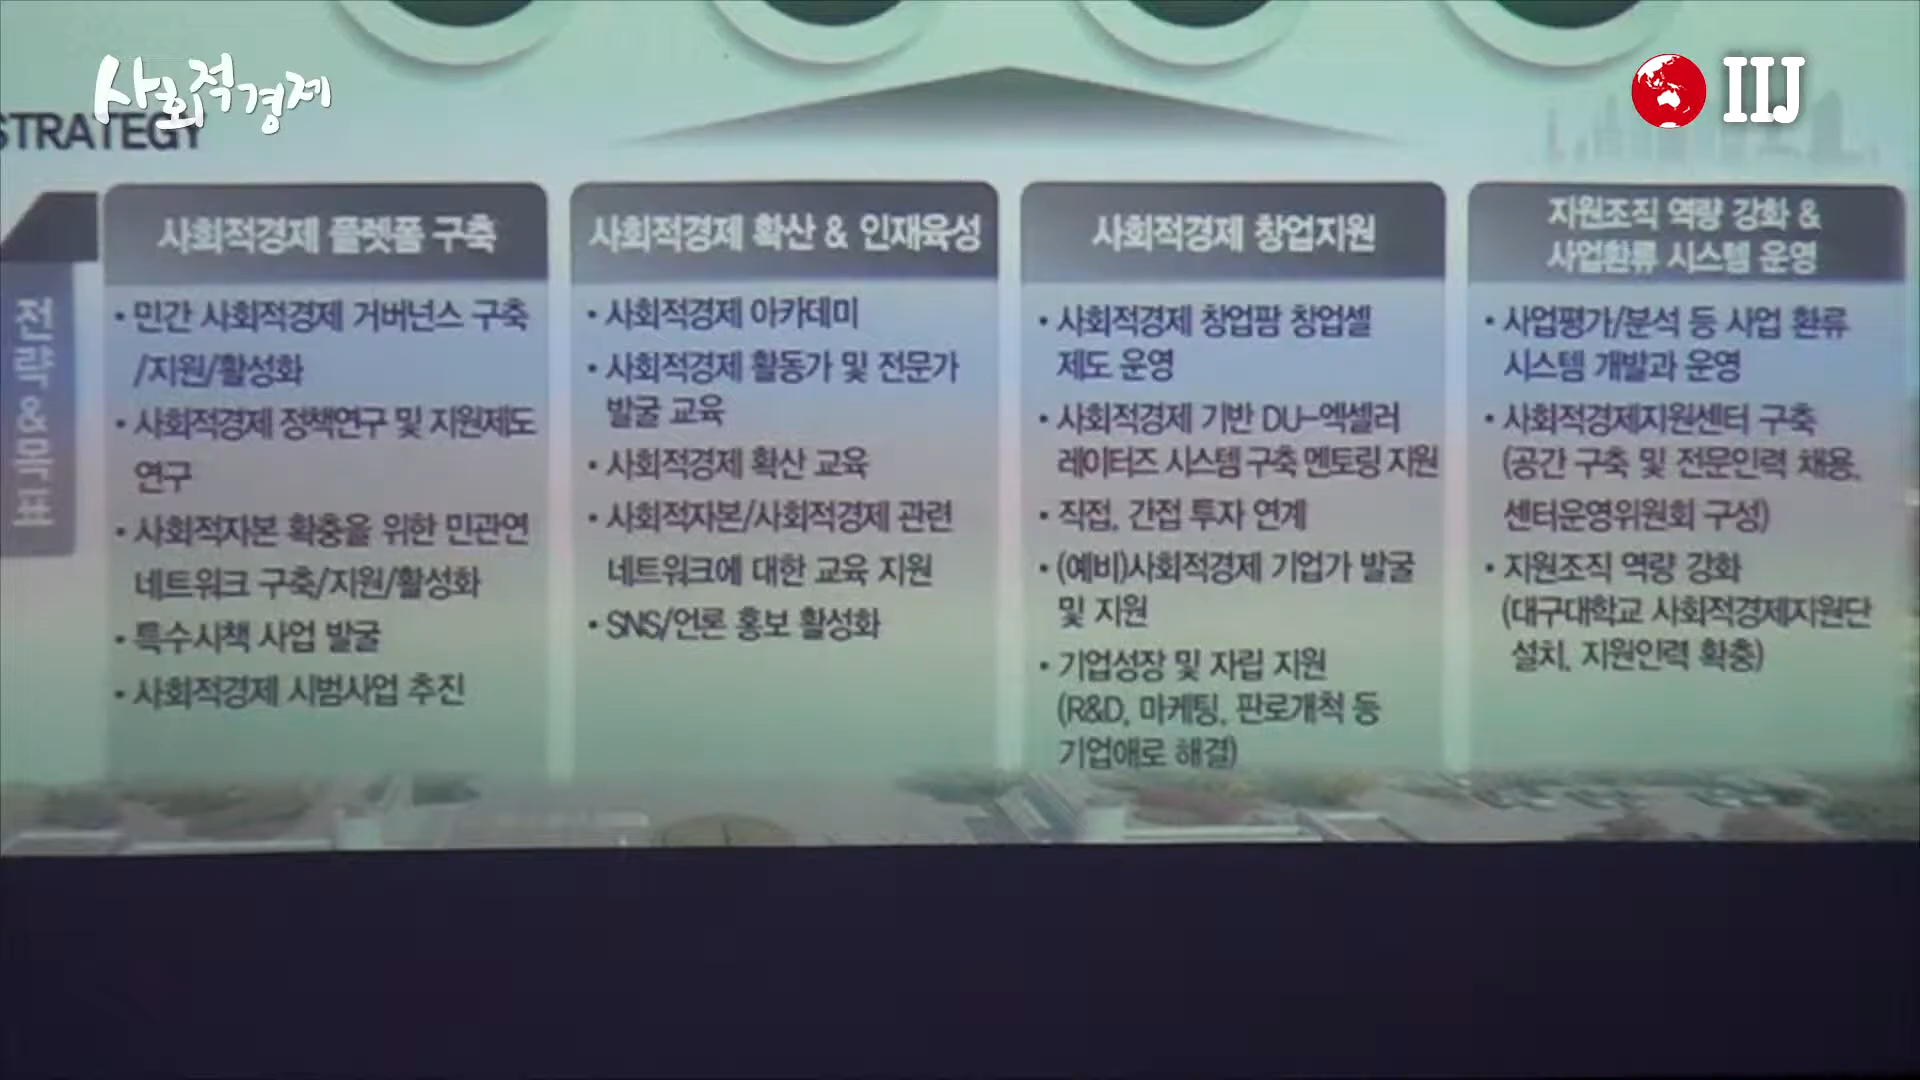 사회적경제
IIJ
STRATEGY
전략&목표
사회적경제 플렛폼 구축
• 민간 사회적경제 거버넌스 구축
/지원/활성화
• 사회적경제 정책연구 및 지원제도
연구
• 사회적자본 확충을 위한 민관연
네트워크 구축/지원/활성화
• 특수시책 사업 발굴
• 사회적경제 시범사업 추진
사회적경제 확산 & 인재육성
• 사회적경제 아카데미
• 사회적경제 활동가 및 전문가
발굴 교육
• 사회적경제 확산 교육
• 사회적자본/사회적경제 관련
네트워크에 대한 교육 지원
• SNS/언론 홍보 활성화
사회적경제 창업지원
• 사회적경제 창업팜 창업셀
제도 운영
• 사회적경제 기반 DU-엑셀러
레이터즈 시스템 구축 멘토링 지원
• 직접, 간접 투자 연계
• (예비)사회적경제 기업가 발굴
및 지원
• 기업성장 및 자립 지원
(R&D, 마케팅, 판로개척 등
기업애로 해결)
지원조직 역량 강화 &
사업환류 시스템 운영
• 사업평가/분석 등 사업 환류
시스템 개발과 운영
• 사회적경제지원센터 구축
(공간 구축 및 전문인력 채용,
센터운영위원회 구성)
• 지원조직 역량 강화
(대구대학교 사회적경제지원단
설치, 지원인력 확충)